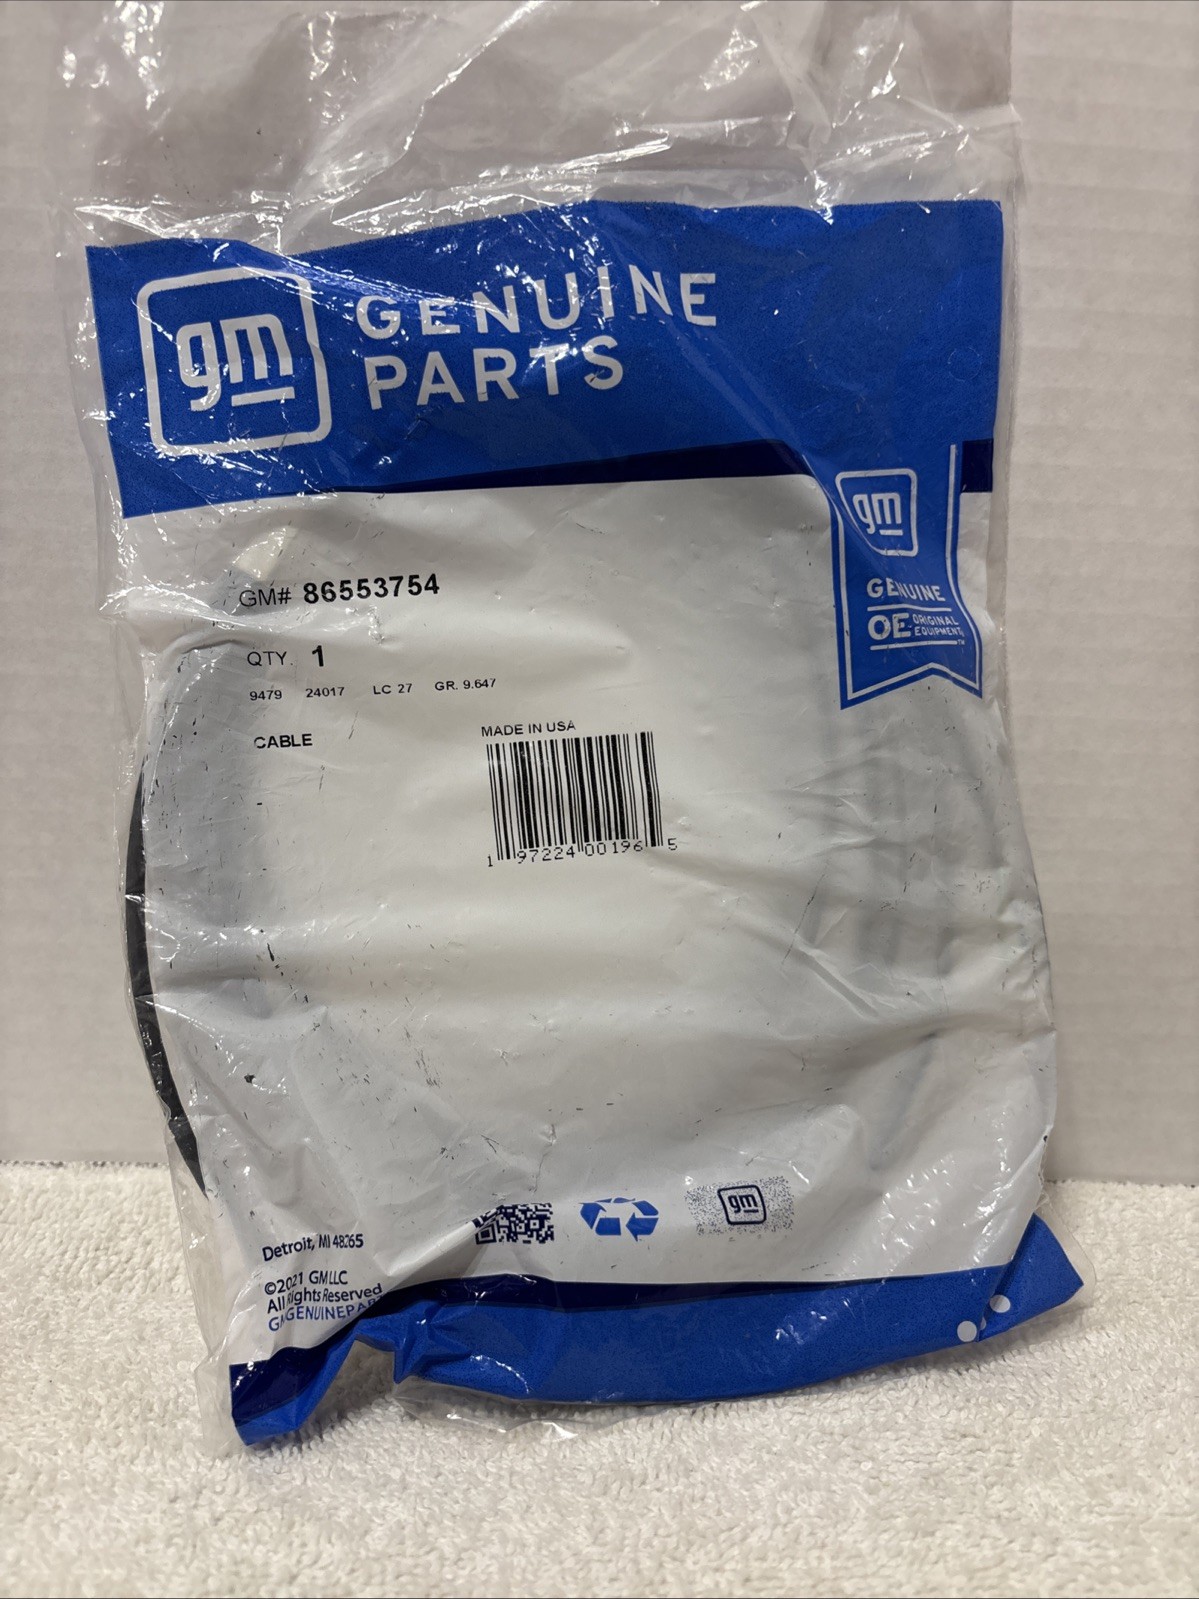 gm
GENUINE
PARTS
gm
GENUINE
OE ORIGINAL
EQUIPMENT™
GM# 86553754
QTY. 1
9479 24017 LC 27 GR. 9.647
CABLE
MADE IN USA
1 97224 00196 5
gm
Detroit, MI 48265
©2021 GM LLC
All Rights Reserved